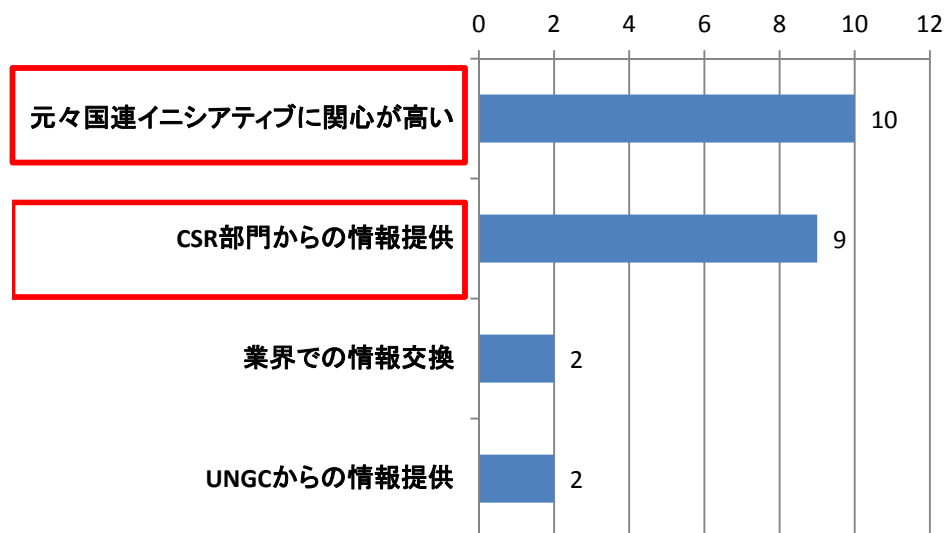 0 2 4 6 8 10 12
元々国連イニシアティブに関心が高い 10
CSR部門からの情報提供 9
業界での情報交換 2
UNGCからの情報提供 2